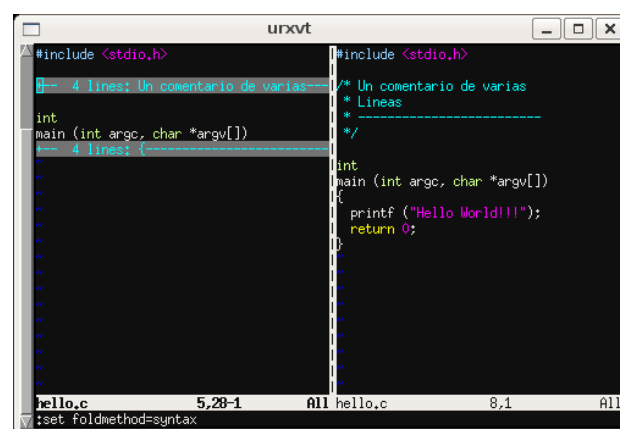 urxvt
#include <stdio.h>
+-- 4 lines: Un comentario de varias---
int
main (int argc, char *argv[])
+-- 4 lines: {-------------------------
~
~
~
~
~
~
~
~
~
~
~
~
hello.c 5,28-1 All
#include <stdio.h>
/* Un comentario de varias
 * Lineas
 * -------------------------
 */
int
main (int argc, char *argv[])
{
  printf ("Hello World!!!");
  return 0;
}
~
~
~
~
~
~
~
hello.c 8,1 All
:set foldmethod=syntax